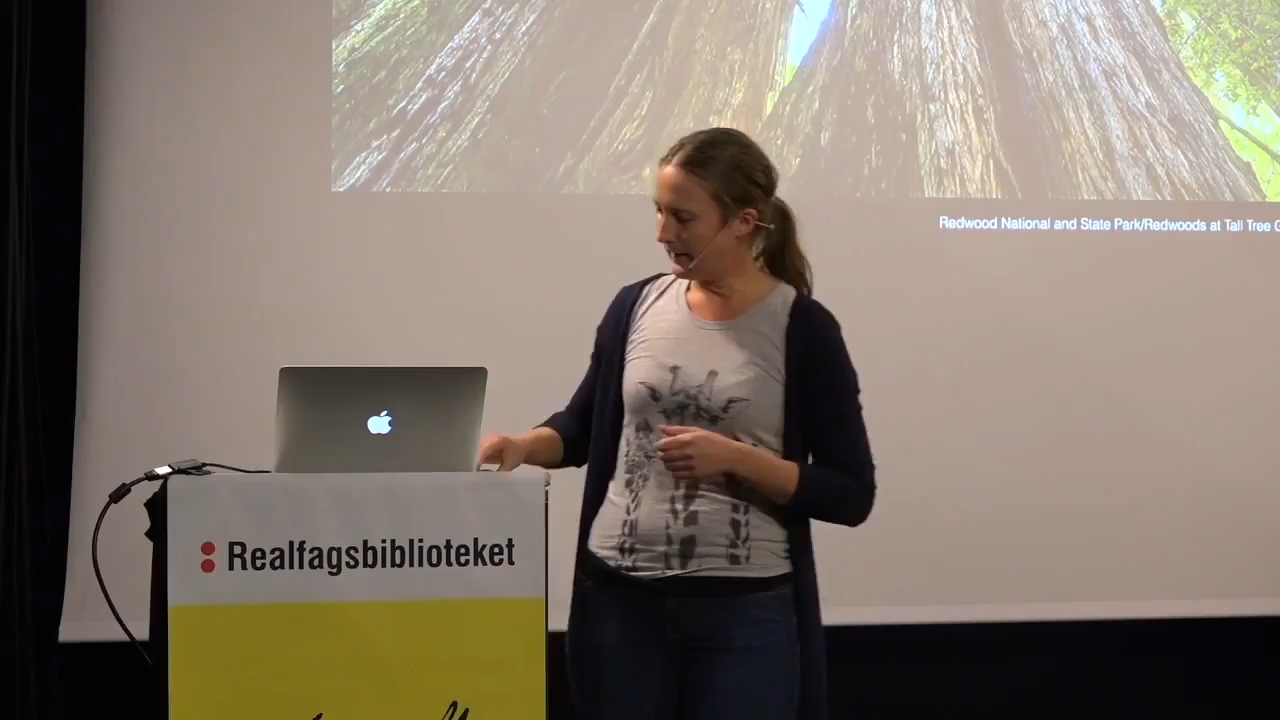 Redwood National and State Park/Redwoods at Tall Tree
Realfagsbiblioteket